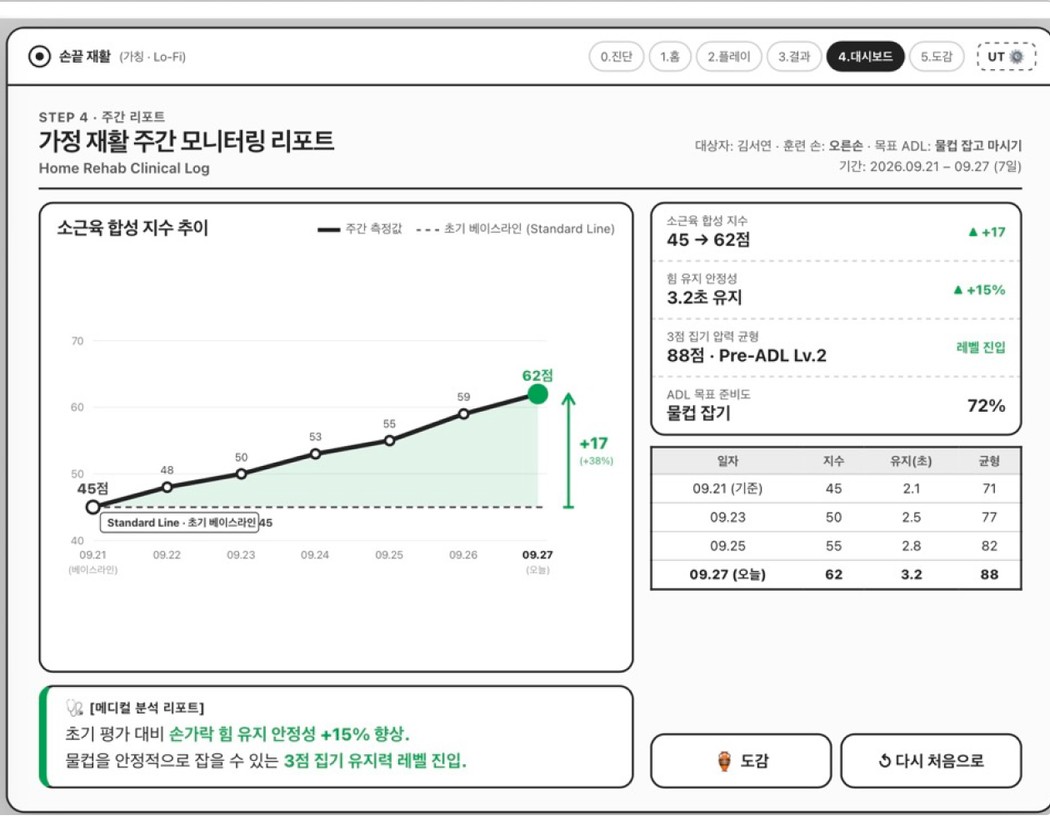 손끝 재활 (가칭 · Lo-Fi)
0.진단 1.홈 2.플레이 3.결과 4.대시보드 5.도감 UT
STEP 4 · 주간 리포트
가정 재활 주간 모니터링 리포트
Home Rehab Clinical Log
대상자: 김서연 · 훈련 손: 오른손 · 목표 ADL: 물컵 잡고 마시기
기간: 2026.09.21 – 09.27 (7일)
소근육 합성 지수 추이
주간 측정값 초기 베이스라인 (Standard Line)
70
60
50
40
45점
48
50
53
55
59
62점
+17
(+38%)
Standard Line · 초기 베이스라인 45
09.21 09.22 09.23 09.24 09.25 09.26 09.27
(베이스라인) (오늘)
소근육 합성 지수
45 → 62점 ▲ +17
힘 유지 안정성
3.2초 유지 ▲ +15%
3점 집기 압력 균형
88점 · Pre-ADL Lv.2 레벨 진입
ADL 목표 준비도
물컵 잡기 72%
일자 지수 유지(초) 균형
09.21 (기준) 45 2.1 71
09.23 50 2.5 77
09.25 55 2.8 82
09.27 (오늘) 62 3.2 88
[메디컬 분석 리포트]
초기 평가 대비 손가락 힘 유지 안정성 +15% 향상.
물컵을 안정적으로 잡을 수 있는 3점 집기 유지력 레벨 진입.
도감
다시 처음으로